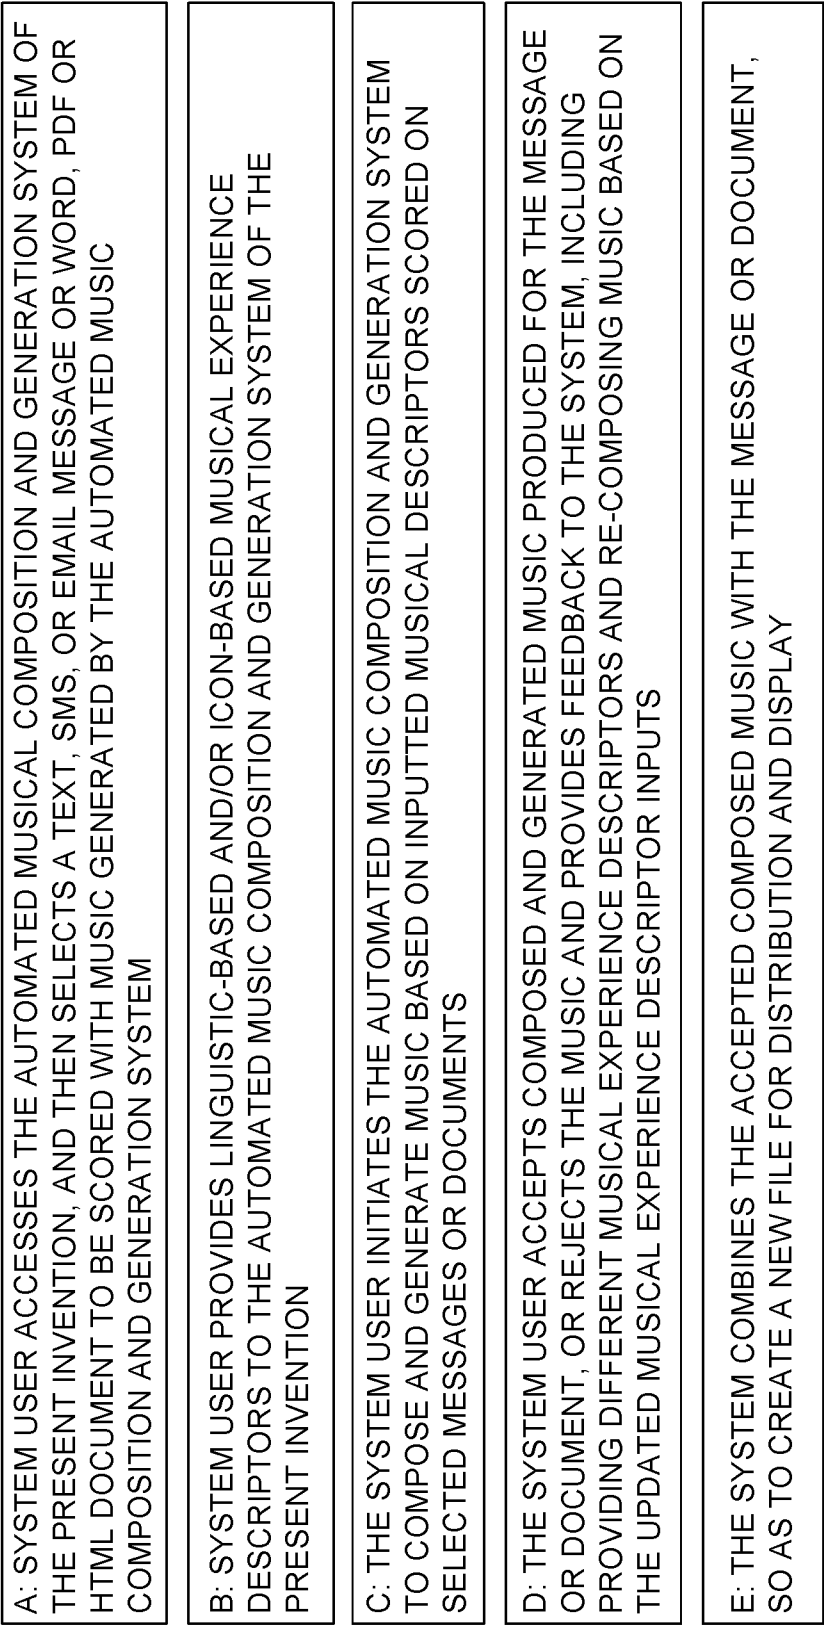 A: SYSTEM USER ACCESSES THE AUTOMATED MUSICAL COMPOSITION AND GENERATION SYSTEM OF
THE PRESENT INVENTION, AND THEN SELECTS A TEXT, SMS, OR EMAIL MESSAGE OR WORD, PDF OR
HTML DOCUMENT TO BE SCORED WITH MUSIC GENERATED BY THE AUTOMATED MUSIC
COMPOSITION AND GENERATION SYSTEM
B: SYSTEM USER PROVIDES LINGUISTIC-BASED AND/OR ICON-BASED MUSICAL EXPERIENCE
DESCRIPTORS TO THE AUTOMATED MUSIC COMPOSITION AND GENERATION SYSTEM OF THE
PRESENT INVENTION
C: THE SYSTEM USER INITIATES THE AUTOMATED MUSIC COMPOSITION AND GENERATION SYSTEM
TO COMPOSE AND GENERATE MUSIC BASED ON INPUTTED MUSICAL DESCRIPTORS SCORED ON
SELECTED MESSAGES OR DOCUMENTS
D: THE SYSTEM USER ACCEPTS COMPOSED AND GENERATED MUSIC PRODUCED FOR THE MESSAGE
OR DOCUMENT, OR REJECTS THE MUSIC AND PROVIDES FEEDBACK TO THE SYSTEM, INCLUDING
PROVIDING DIFFERENT MUSICAL EXPERIENCE DESCRIPTORS AND RE-COMPOSING MUSIC BASED ON
THE UPDATED MUSICAL EXPERIENCE DESCRIPTOR INPUTS
E: THE SYSTEM COMBINES THE ACCEPTED COMPOSED MUSIC WITH THE MESSAGE OR DOCUMENT,
SO AS TO CREATE A NEW FILE FOR DISTRIBUTION AND DISPLAY